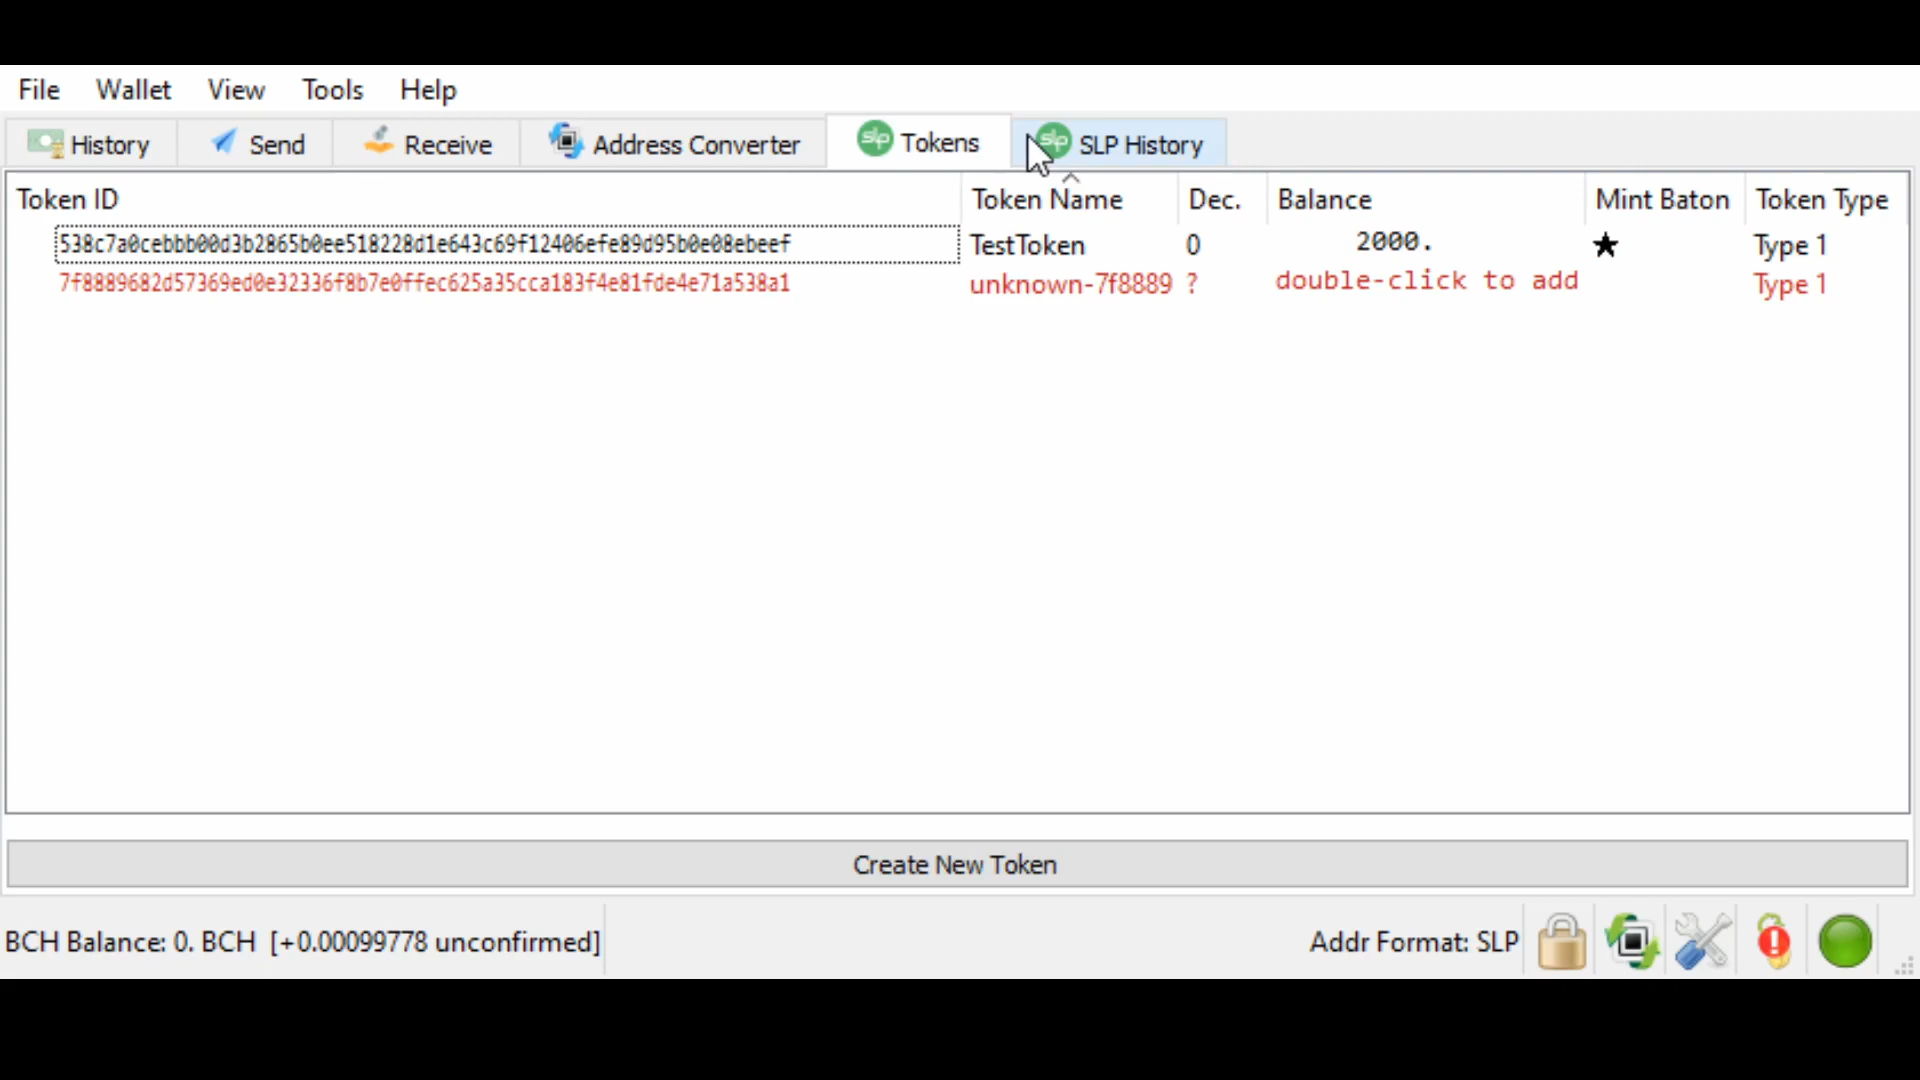 File Wallet View Tools Help
History Send Receive Address Converter slp Tokens slp SLP History
Token ID Token Name Dec. Balance Mint Baton Token Type
538c7a0cebbb00d3b2865b0ee518228d1e643c69f12406efe89d95b0e08ebeef TestToken 0 2000. ★ Type 1
7f8889682d57369ed0e32336f8b7e0ffec625a35cca183f4e81fde4e71a538a1 unknown-7f8889 ? double-click to add Type 1
Create New Token
BCH Balance: 0. BCH [+0.00099778 unconfirmed] Addr Format: SLP